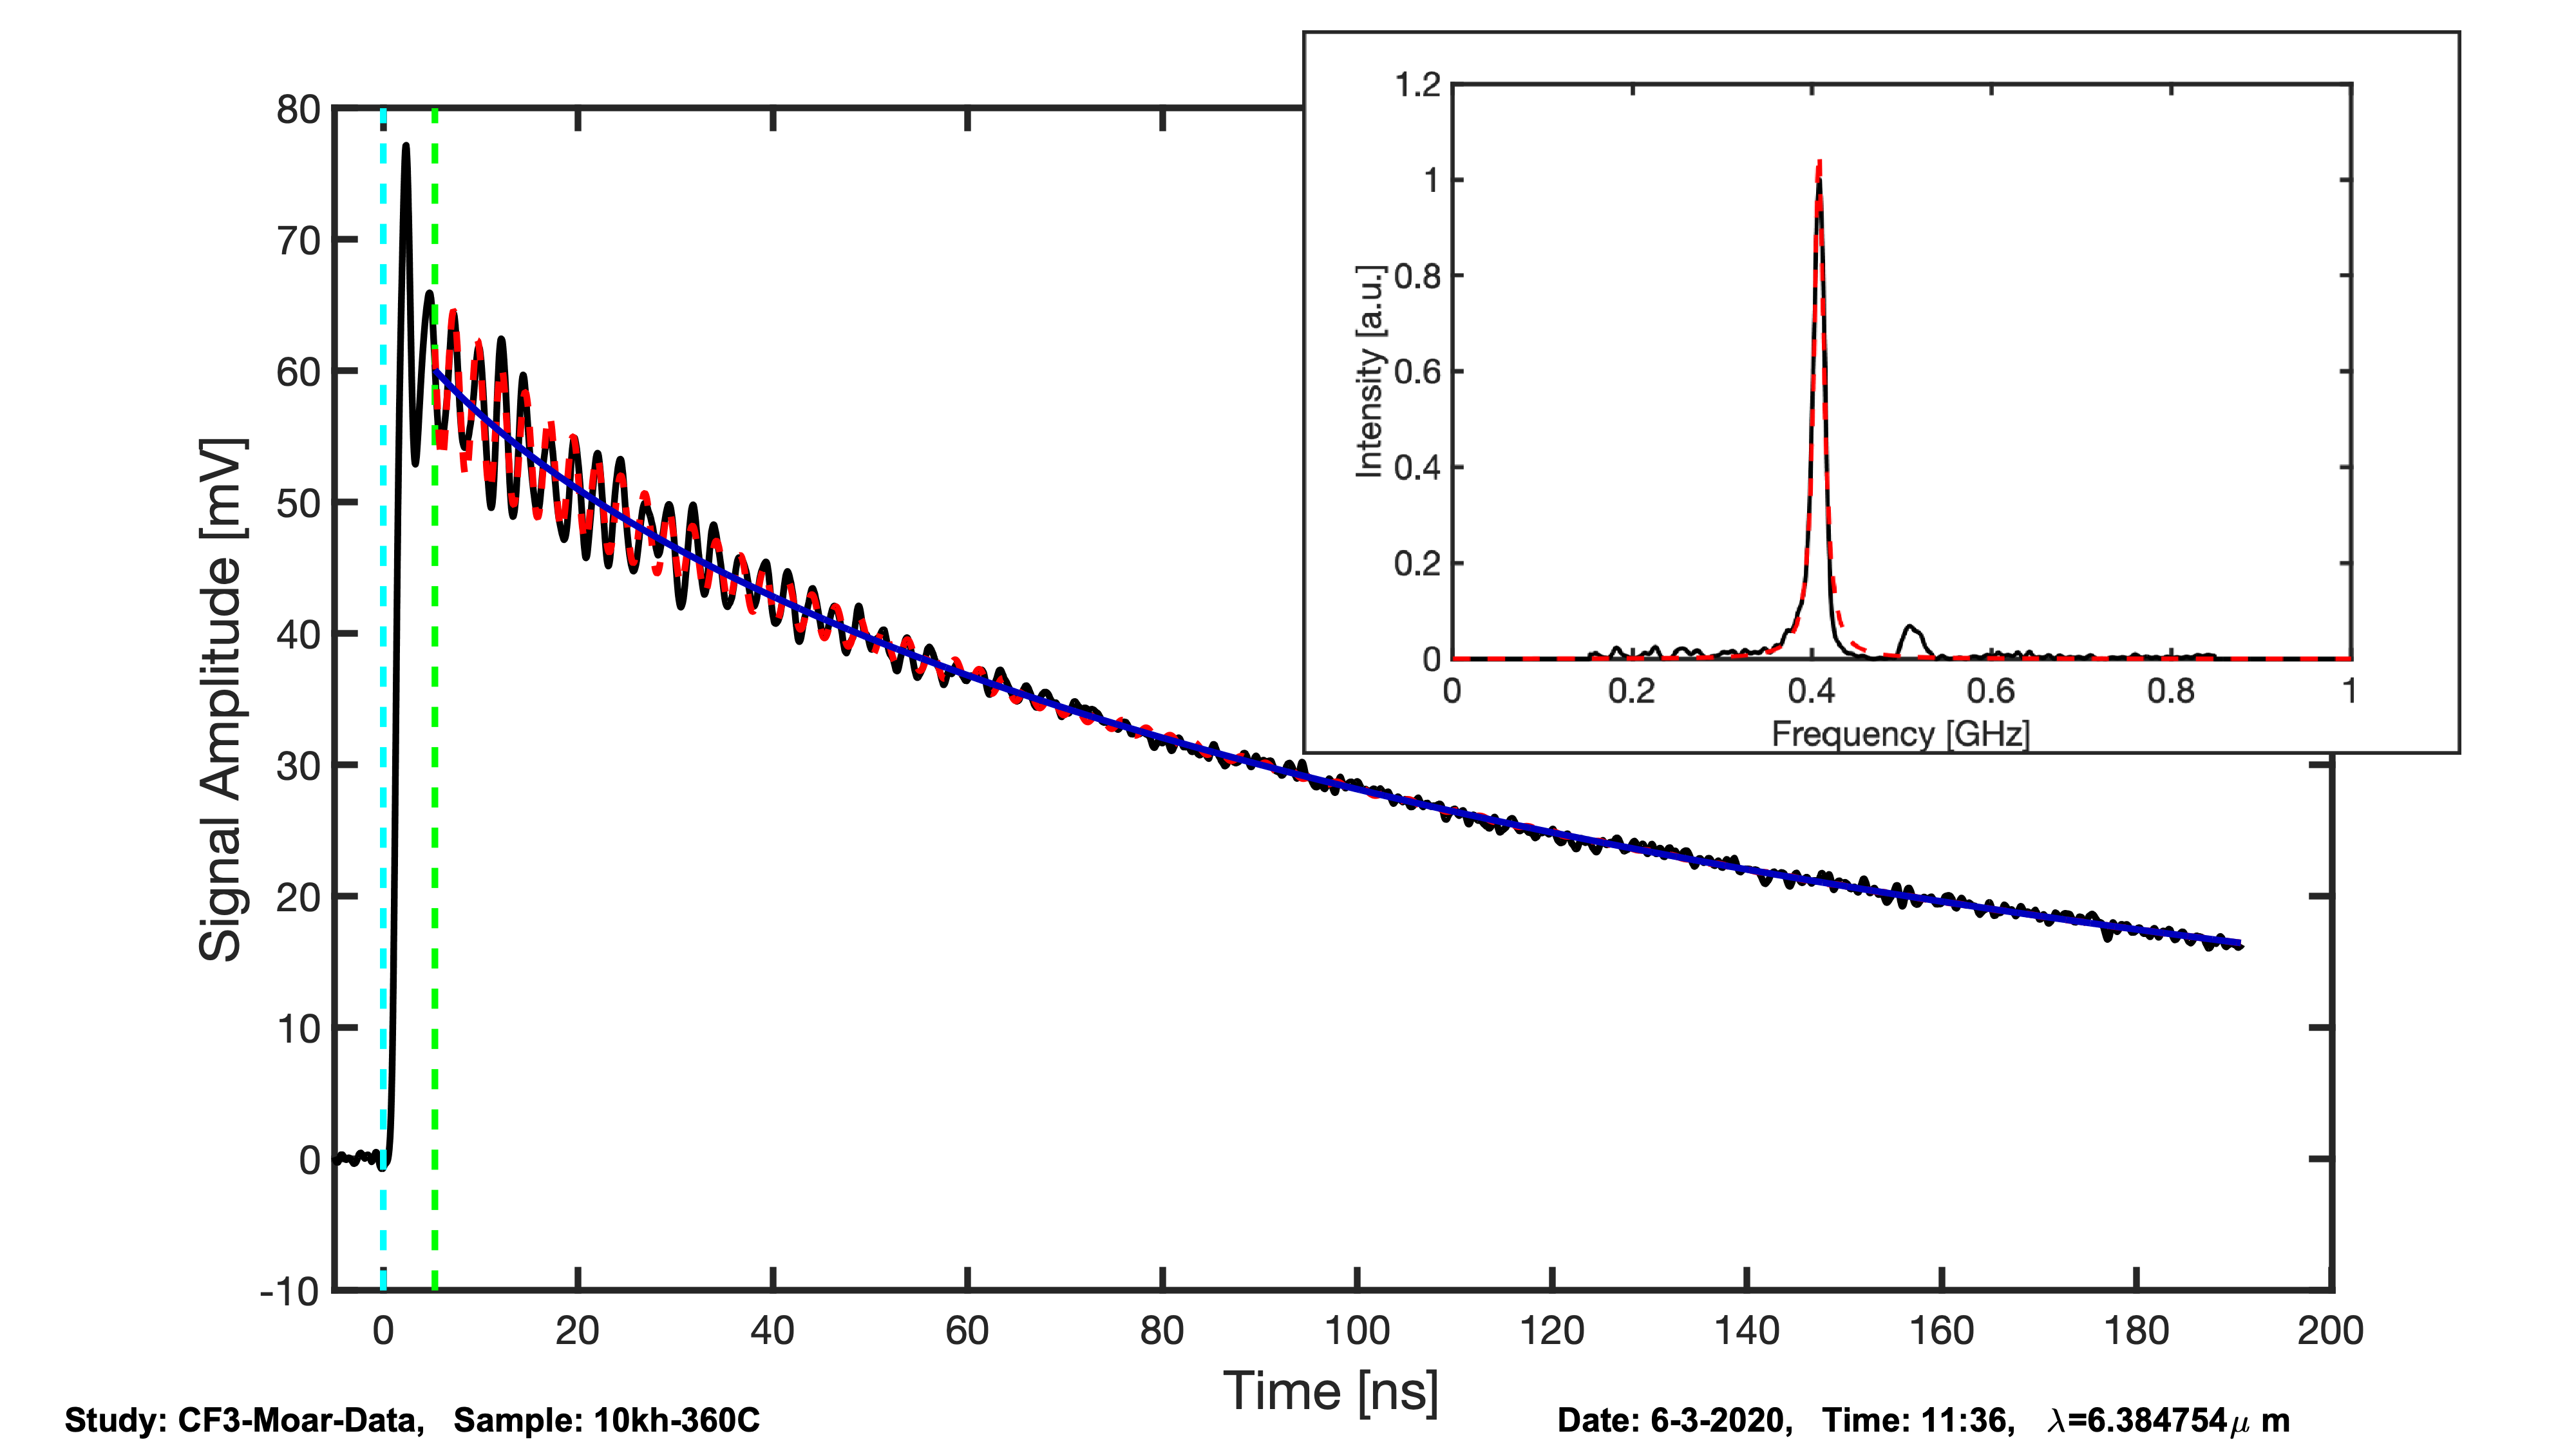 1.2
1
0.8
0.6
0.4
0.2
0
Intensity [a.u.]
0 0.2 0.4 0.6 0.8 1
Frequency [GHz]
80
70
60
50
40
30
20
10
0
-10
Signal Amplitude [mV]
0 20 40 60 80 100 120 140 160 180 200
Time [ns]
Study: CF3-Moar-Data, Sample: 10kh-360C
Date: 6-3-2020, Time: 11:36, λ=6.384754μ m